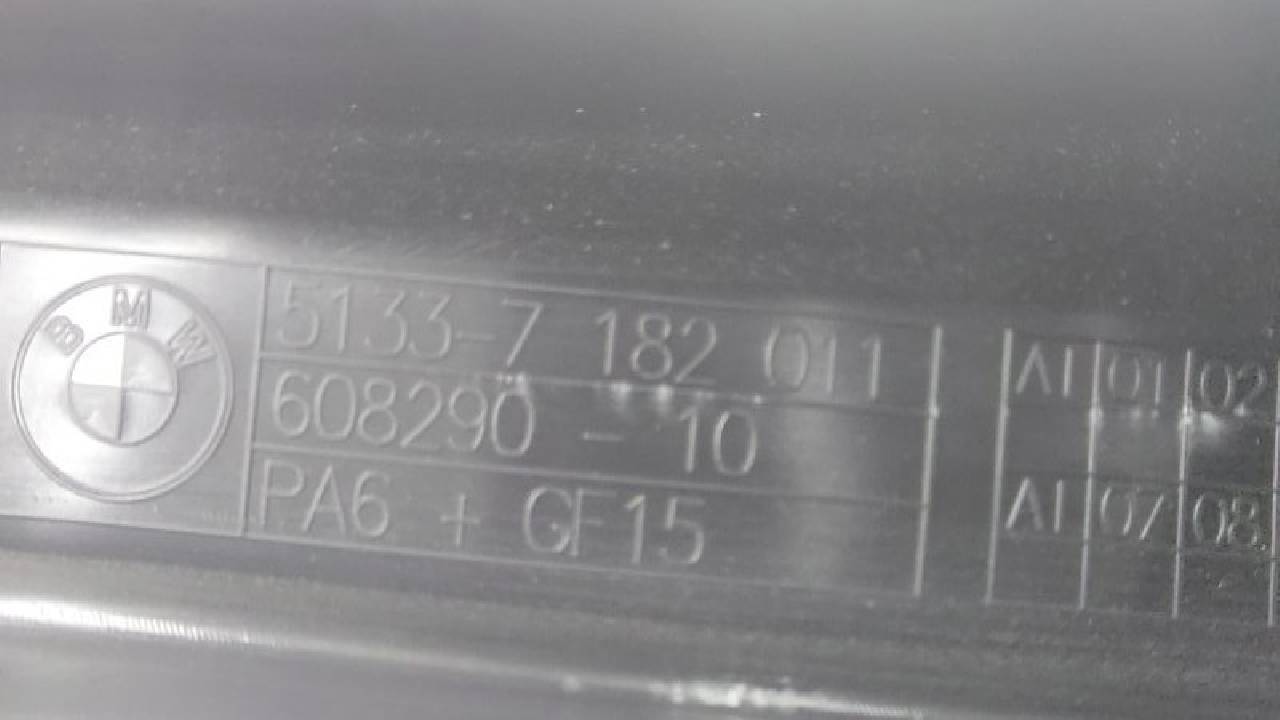 BMW
5133-7 182 011
608290 - 10
PA6 + GF15
AI 01 02
AI 07 08